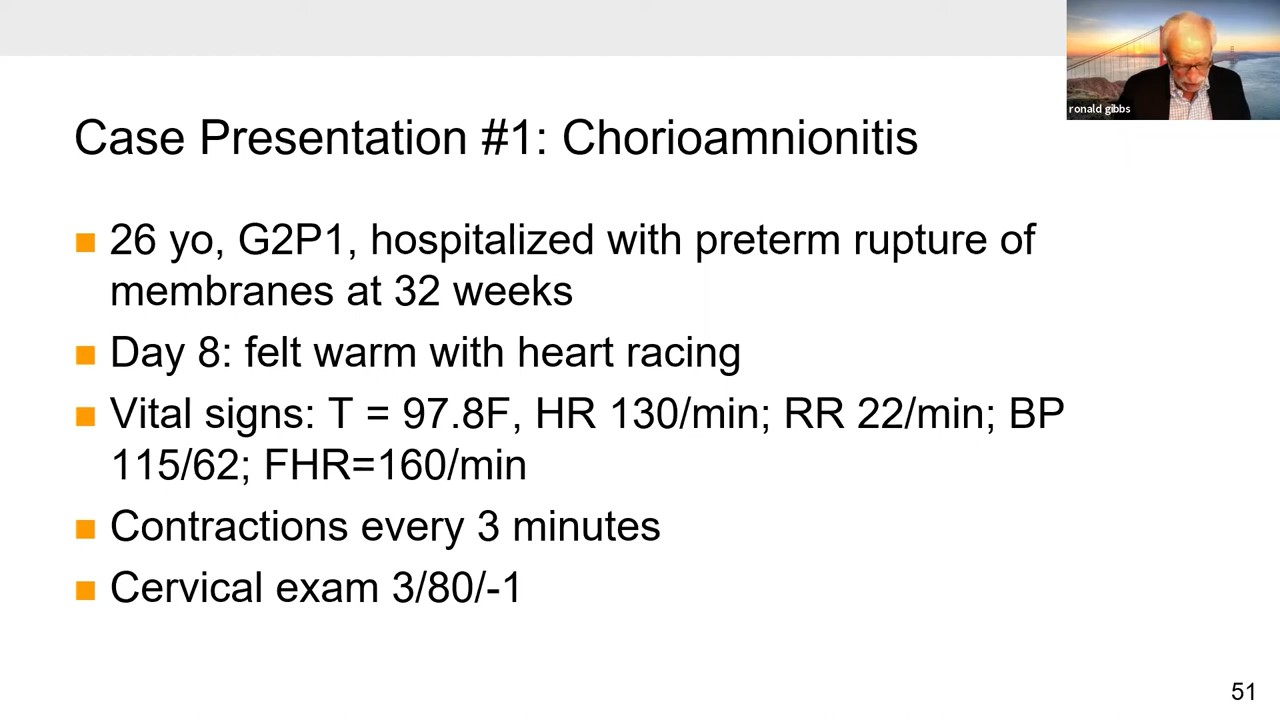 ronald gibbs
Case Presentation #1: Chorioamnionitis
■ 26 yo, G2P1, hospitalized with preterm rupture of
membranes at 32 weeks
■ Day 8: felt warm with heart racing
■ Vital signs: T = 97.8F, HR 130/min; RR 22/min; BP
115/62; FHR=160/min
■ Contractions every 3 minutes
■ Cervical exam 3/80/-1
51